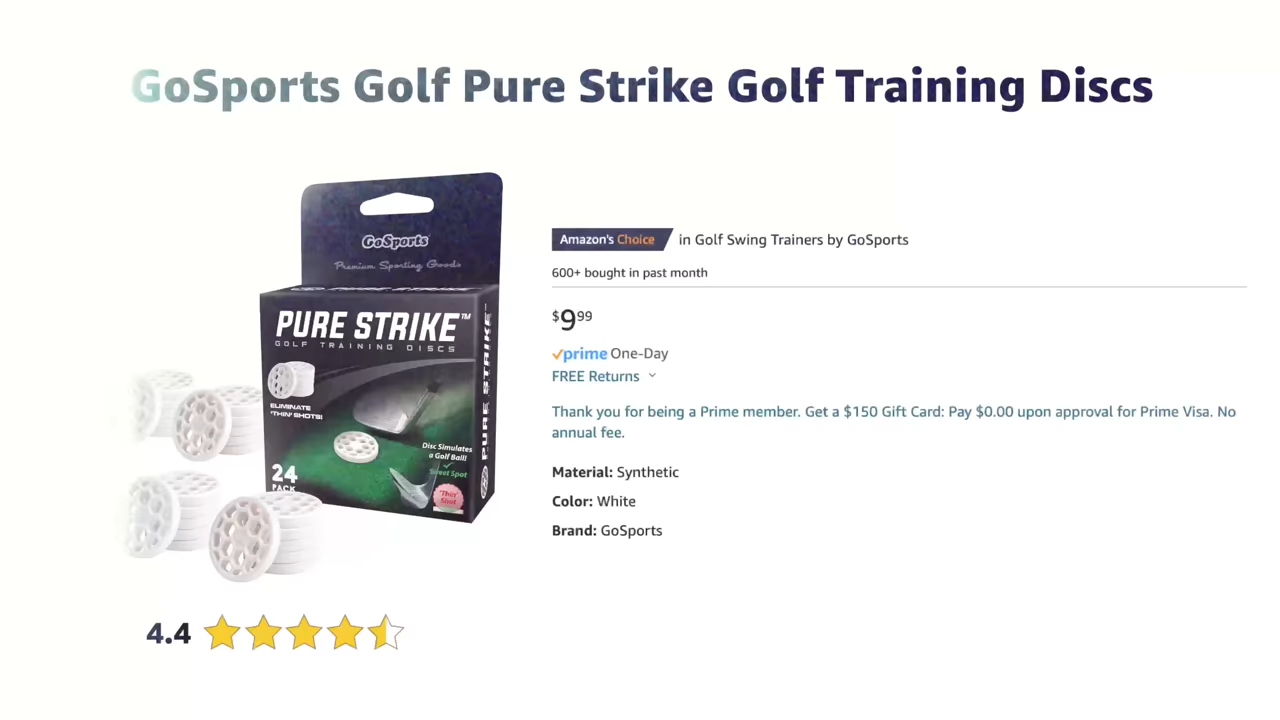 GoSports Golf Pure Strike Golf Training Discs
GoSports
Premium Sporting Goods
PURE STRIKE™
GOLF TRAINING DISCS
ELIMINATE
'THIN' SHOTS!
Disc Simulates
a Golf Ball!
Sweet Spot
'Thin'
Shot
24
PACK
PURE STRIKE
Amazon's Choice in Golf Swing Trainers by GoSports
600+ bought in past month
$9 99
prime One-Day
FREE Returns
Thank you for being a Prime member. Get a $150 Gift Card: Pay $0.00 upon approval for Prime Visa. No
annual fee.
Material: Synthetic
Color: White
Brand: GoSports
4.4